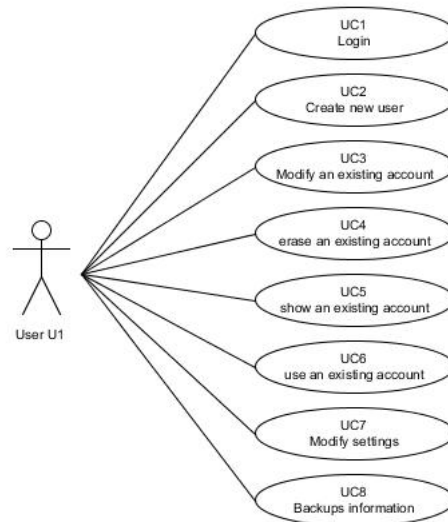 UC1
Login
UC2
Create new user
UC3
Modify an existing account
UC4
erase an existing account
UC5
show an existing account
User U1
UC6
use an existing account
UC7
Modify settings
UC8
Backups information